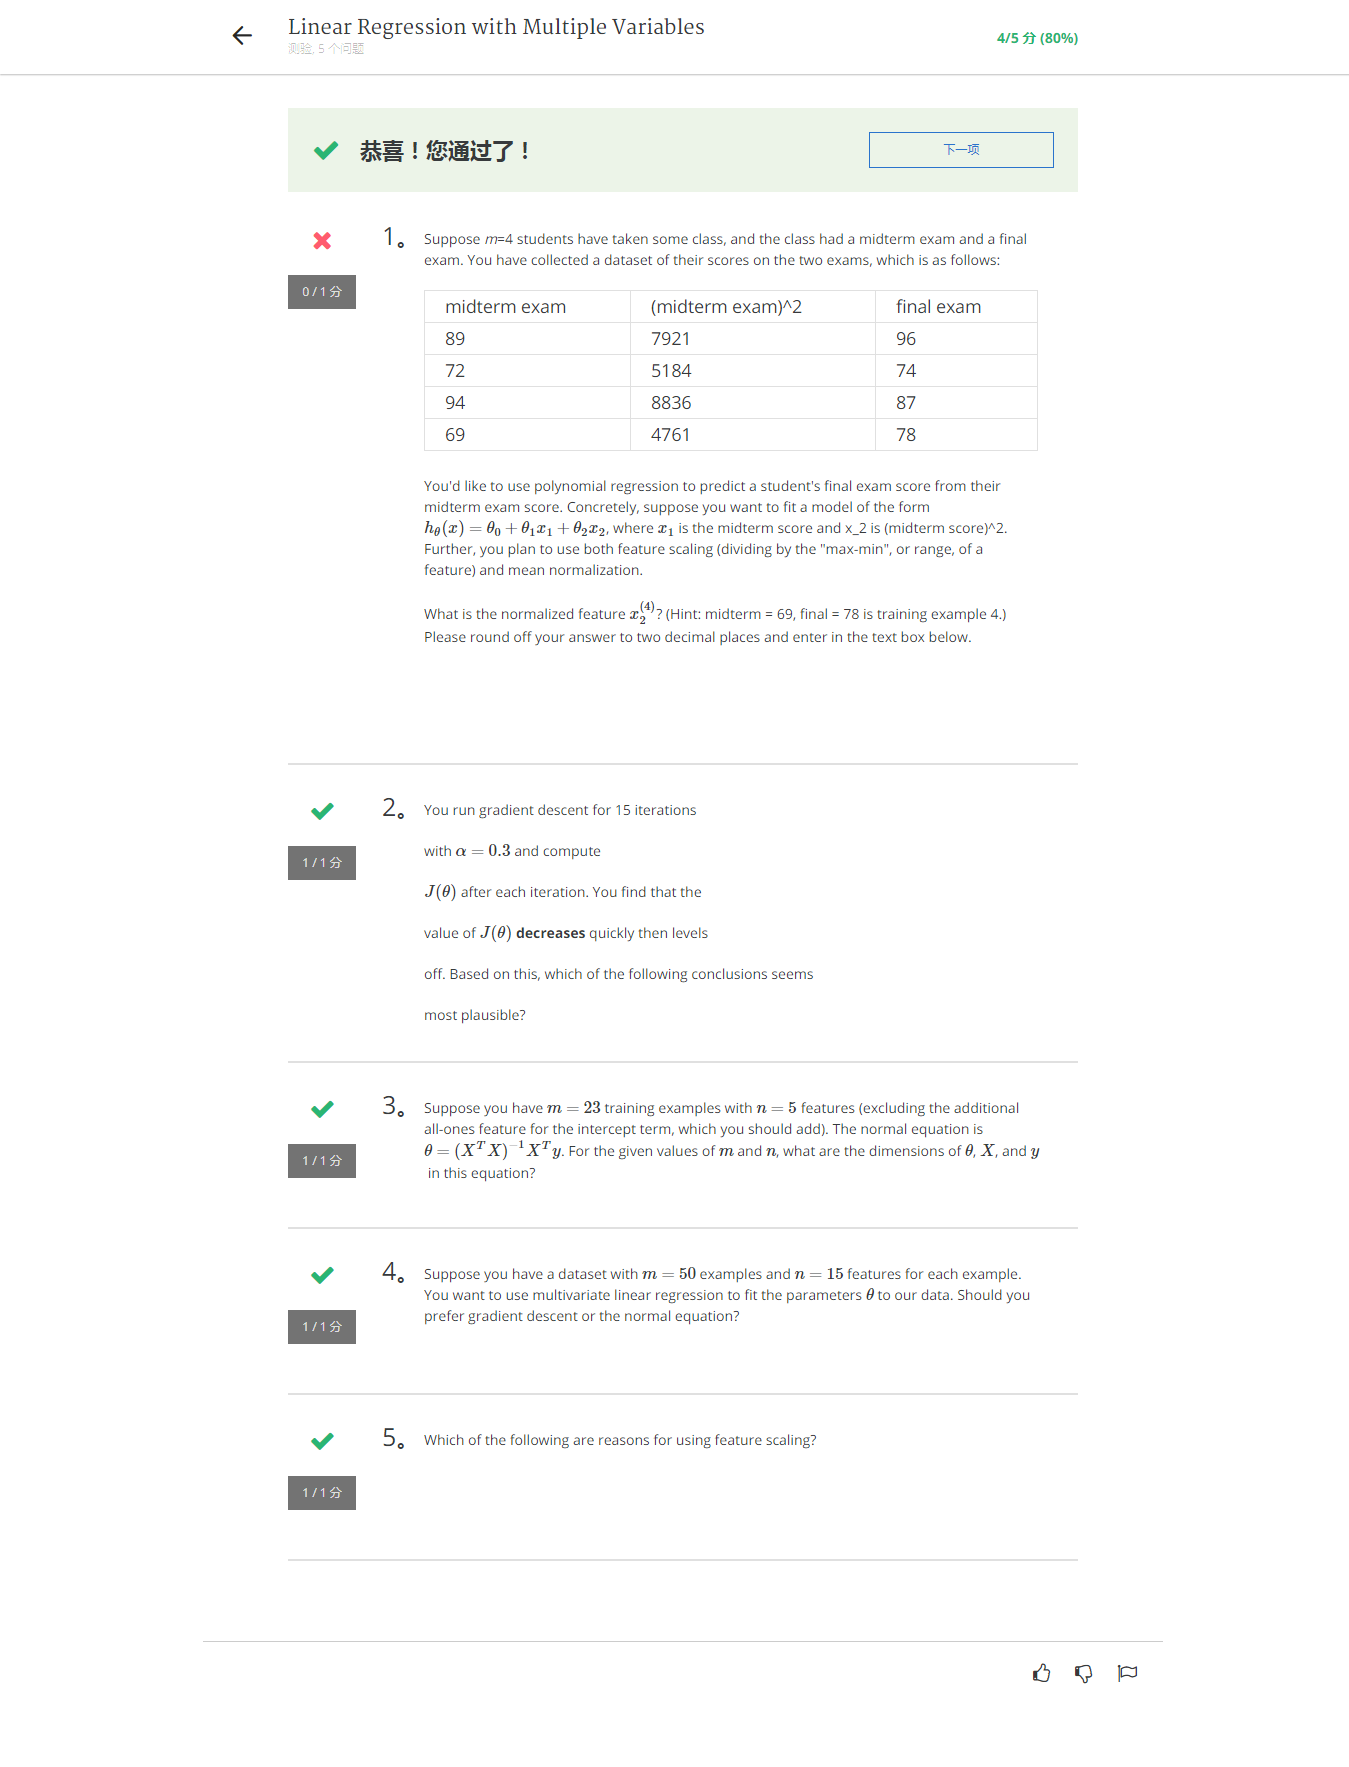 Linear Regression with Multiple Variables
测验, 5 个问题
4/5 分 (80%)
恭喜！您通过了！
下一项
0 / 1 分
1。
Suppose m=4 students have taken some class, and the class had a midterm exam and a final
exam. You have collected a dataset of their scores on the two exams, which is as follows:
midterm exam (midterm exam)^2 final exam
89 7921 96
72 5184 74
94 8836 87
69 4761 78
You'd like to use polynomial regression to predict a student's final exam score from their
midterm exam score. Concretely, suppose you want to fit a model of the form
h_θ(x) = θ_0 + θ_1x_1 + θ_2x_2, where x_1 is the midterm score and x_2 is (midterm score)^2.
Further, you plan to use both feature scaling (dividing by the "max-min", or range, of a
feature) and mean normalization.
What is the normalized feature x_2^(4)? (Hint: midterm = 69, final = 78 is training example 4.)
Please round off your answer to two decimal places and enter in the text box below.
1 / 1 分
2。
You run gradient descent for 15 iterations
with α = 0.3 and compute
J(θ) after each iteration. You find that the
value of J(θ) decreases quickly then levels
off. Based on this, which of the following conclusions seems
most plausible?
1 / 1 分
3。
Suppose you have m = 23 training examples with n = 5 features (excluding the additional
all-ones feature for the intercept term, which you should add). The normal equation is
θ = (X^T X)^−1 X^T y. For the given values of m and n, what are the dimensions of θ, X, and y
in this equation?
1 / 1 分
4。
Suppose you have a dataset with m = 50 examples and n = 15 features for each example.
You want to use multivariate linear regression to fit the parameters θ to our data. Should you
prefer gradient descent or the normal equation?
1 / 1 分
5。
Which of the following are reasons for using feature scaling?